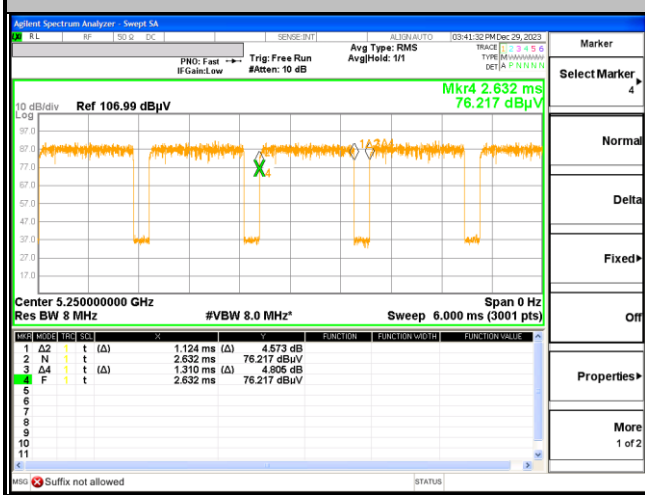 Agilent Spectrum Analyzer - Swept SA
RL RF 50 Ω DC SENSE:INT ALIGN AUTO 03:41:32 PM Dec 29, 2023
PNO: Fast Trig: Free Run Avg Type: RMS TRACE 1 2 3 4 5 6
IFGain:Low #Atten: 10 dB Avg|Hold: 1/1 TYPE
DET A P N N N N
Mkr4 2.632 ms
10 dB/div Ref 106.99 dBµV 76.217 dBµV
Log
97.0
87.0
77.0
67.0
57.0
47.0
37.0
27.0
17.0
4
Center 5.250000000 GHz Span 0 Hz
Res BW 8 MHz #VBW 8.0 MHz* Sweep 6.000 ms (3001 pts)
MKR MODE TRC SCL X Y FUNCTION FUNCTION WIDTH FUNCTION VALUE
1 Δ2 1 t (Δ) 1.124 ms (Δ) 4.573 dB
2 N 1 t 2.632 ms 76.217 dBµV
3 Δ4 1 t (Δ) 1.310 ms (Δ) 4.805 dB
4 F 1 t 2.632 ms 76.217 dBµV
5
6
7
8
9
10
11
MSG Suffix not allowed STATUS
Marker
Select Marker
4
Normal
Delta
Fixed
Off
Properties
More
1 of 2